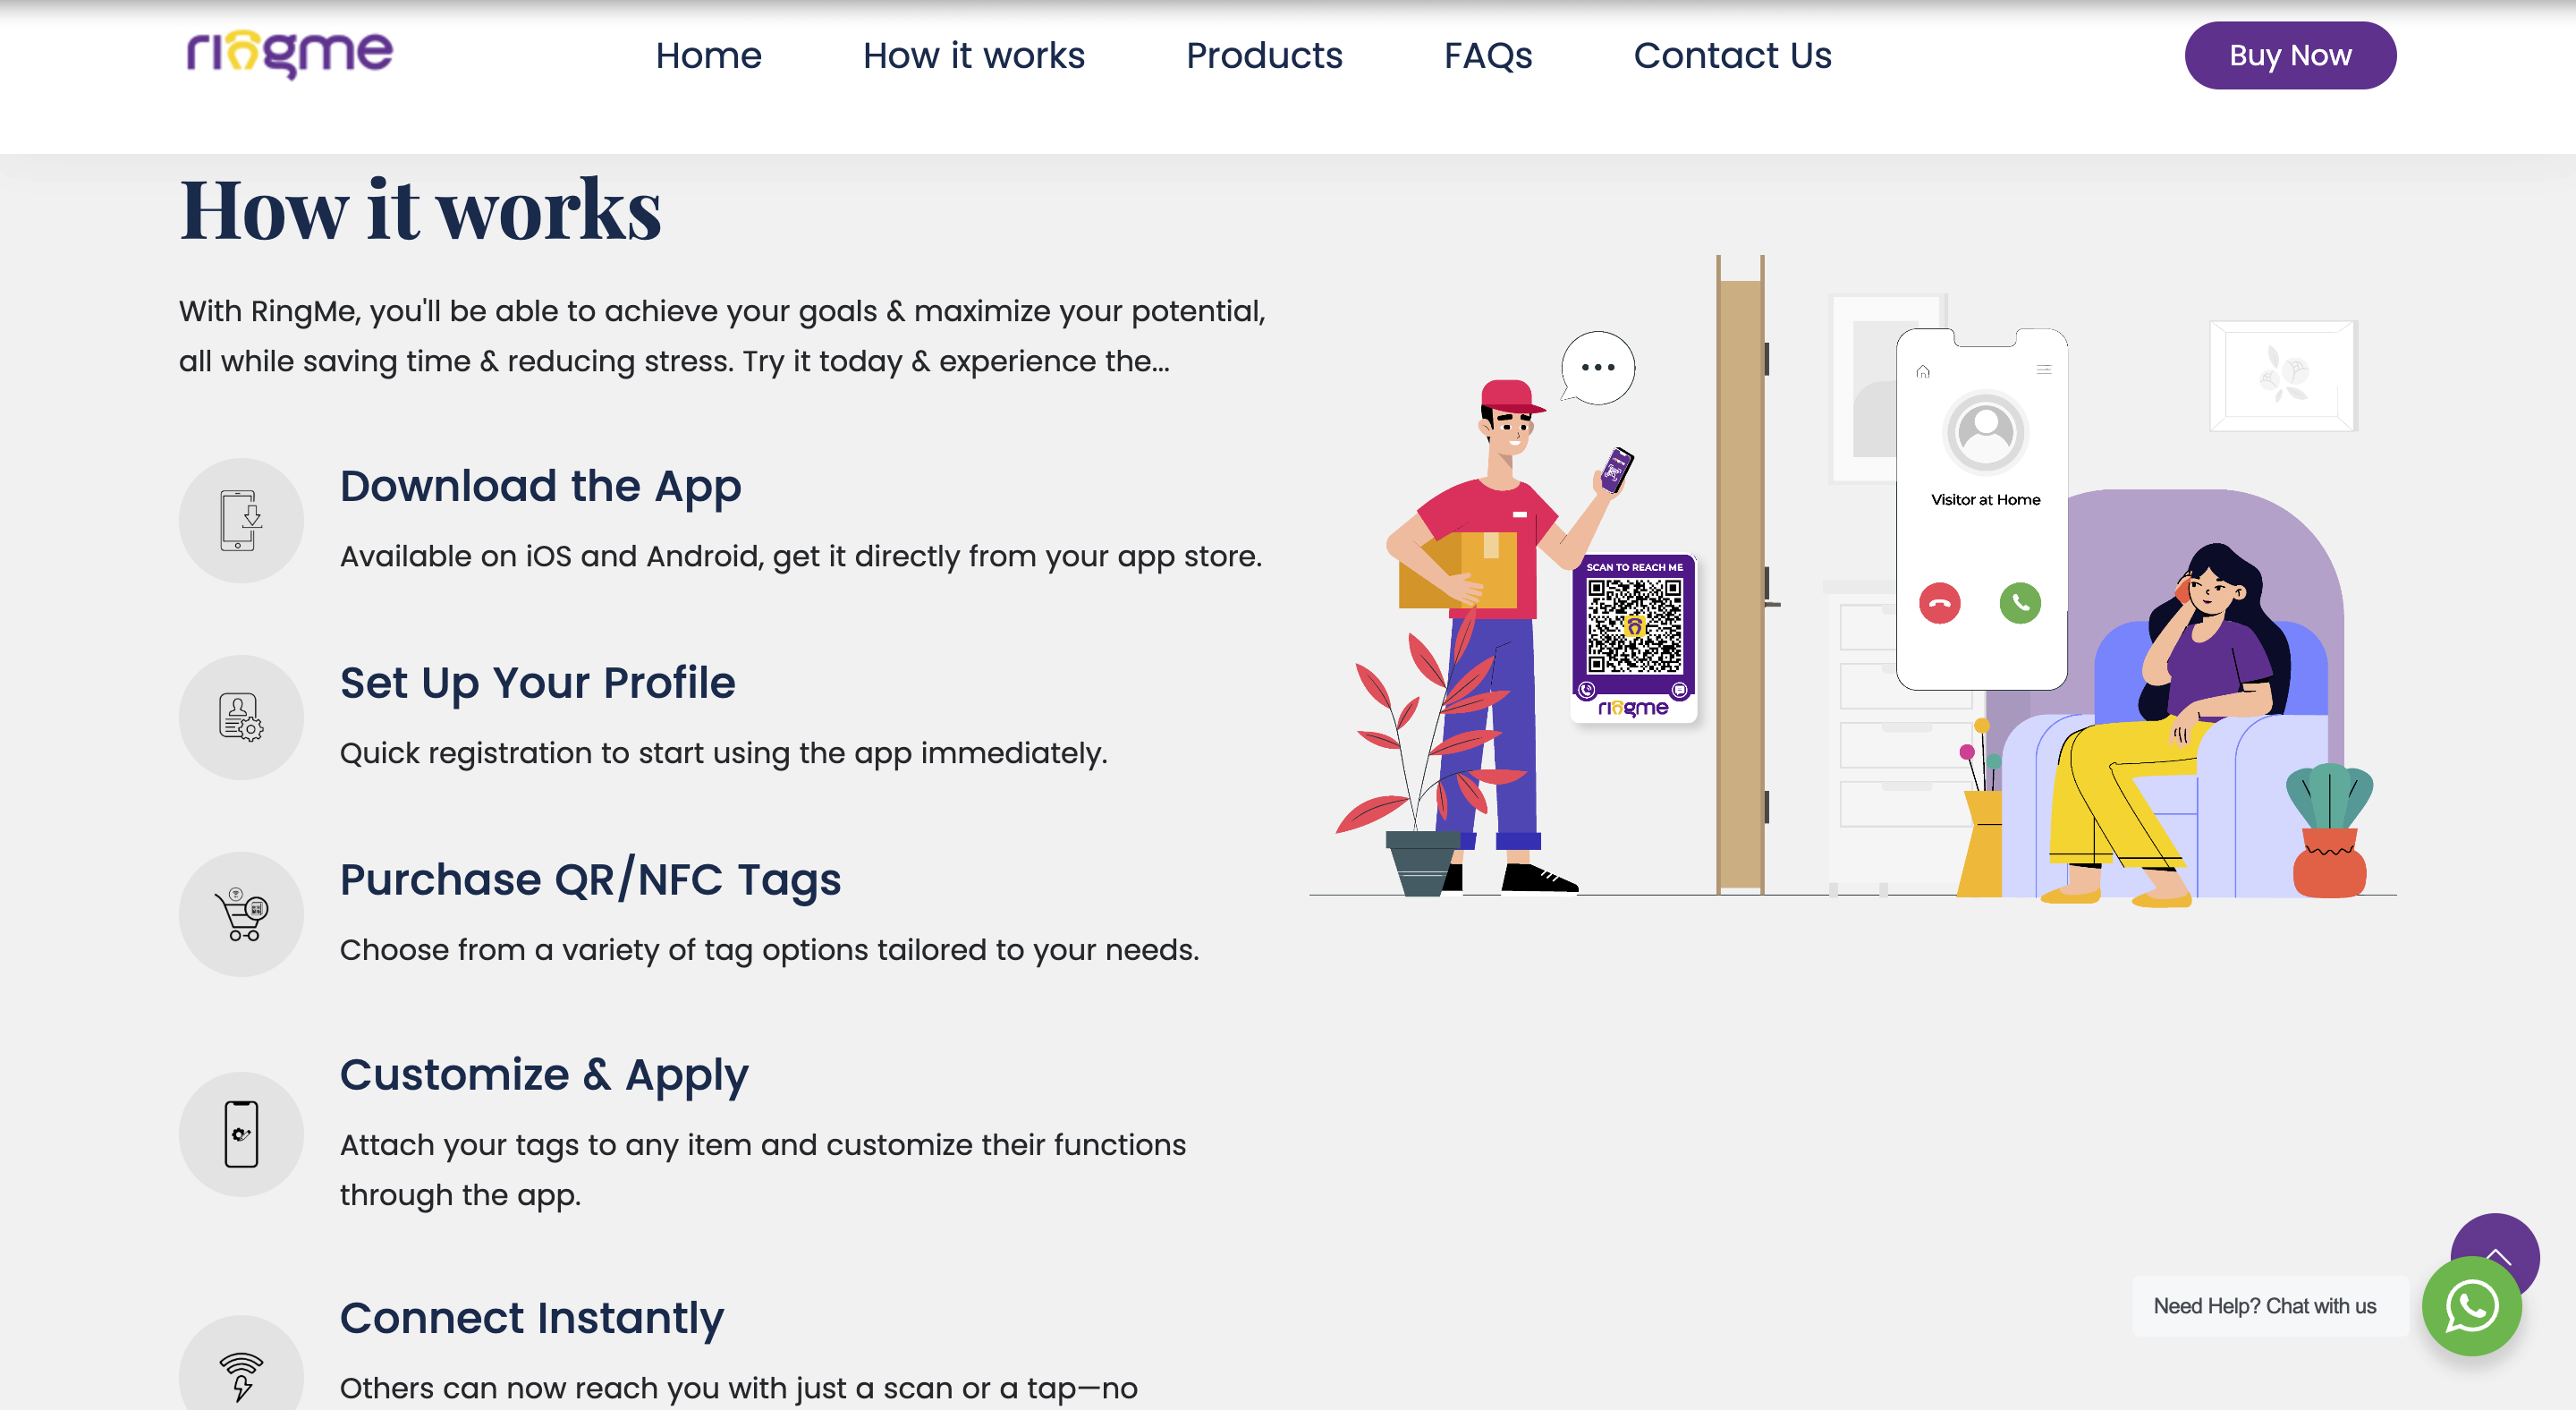 ringme
Home
How it works
Products
FAQs
Contact Us
Buy Now
How it works
With RingMe, you'll be able to achieve your goals & maximize your potential,
all while saving time & reducing stress. Try it today & experience the...
Download the App
Available on iOS and Android, get it directly from your app store.
Set Up Your Profile
Quick registration to start using the app immediately.
Purchase QR/NFC Tags
Choose from a variety of tag options tailored to your needs.
Customize & Apply
Attach your tags to any item and customize their functions
through the app.
Connect Instantly
Others can now reach you with just a scan or a tap—no
SCAN TO REACH ME
ringme
Visitor at Home
Need Help? Chat with us